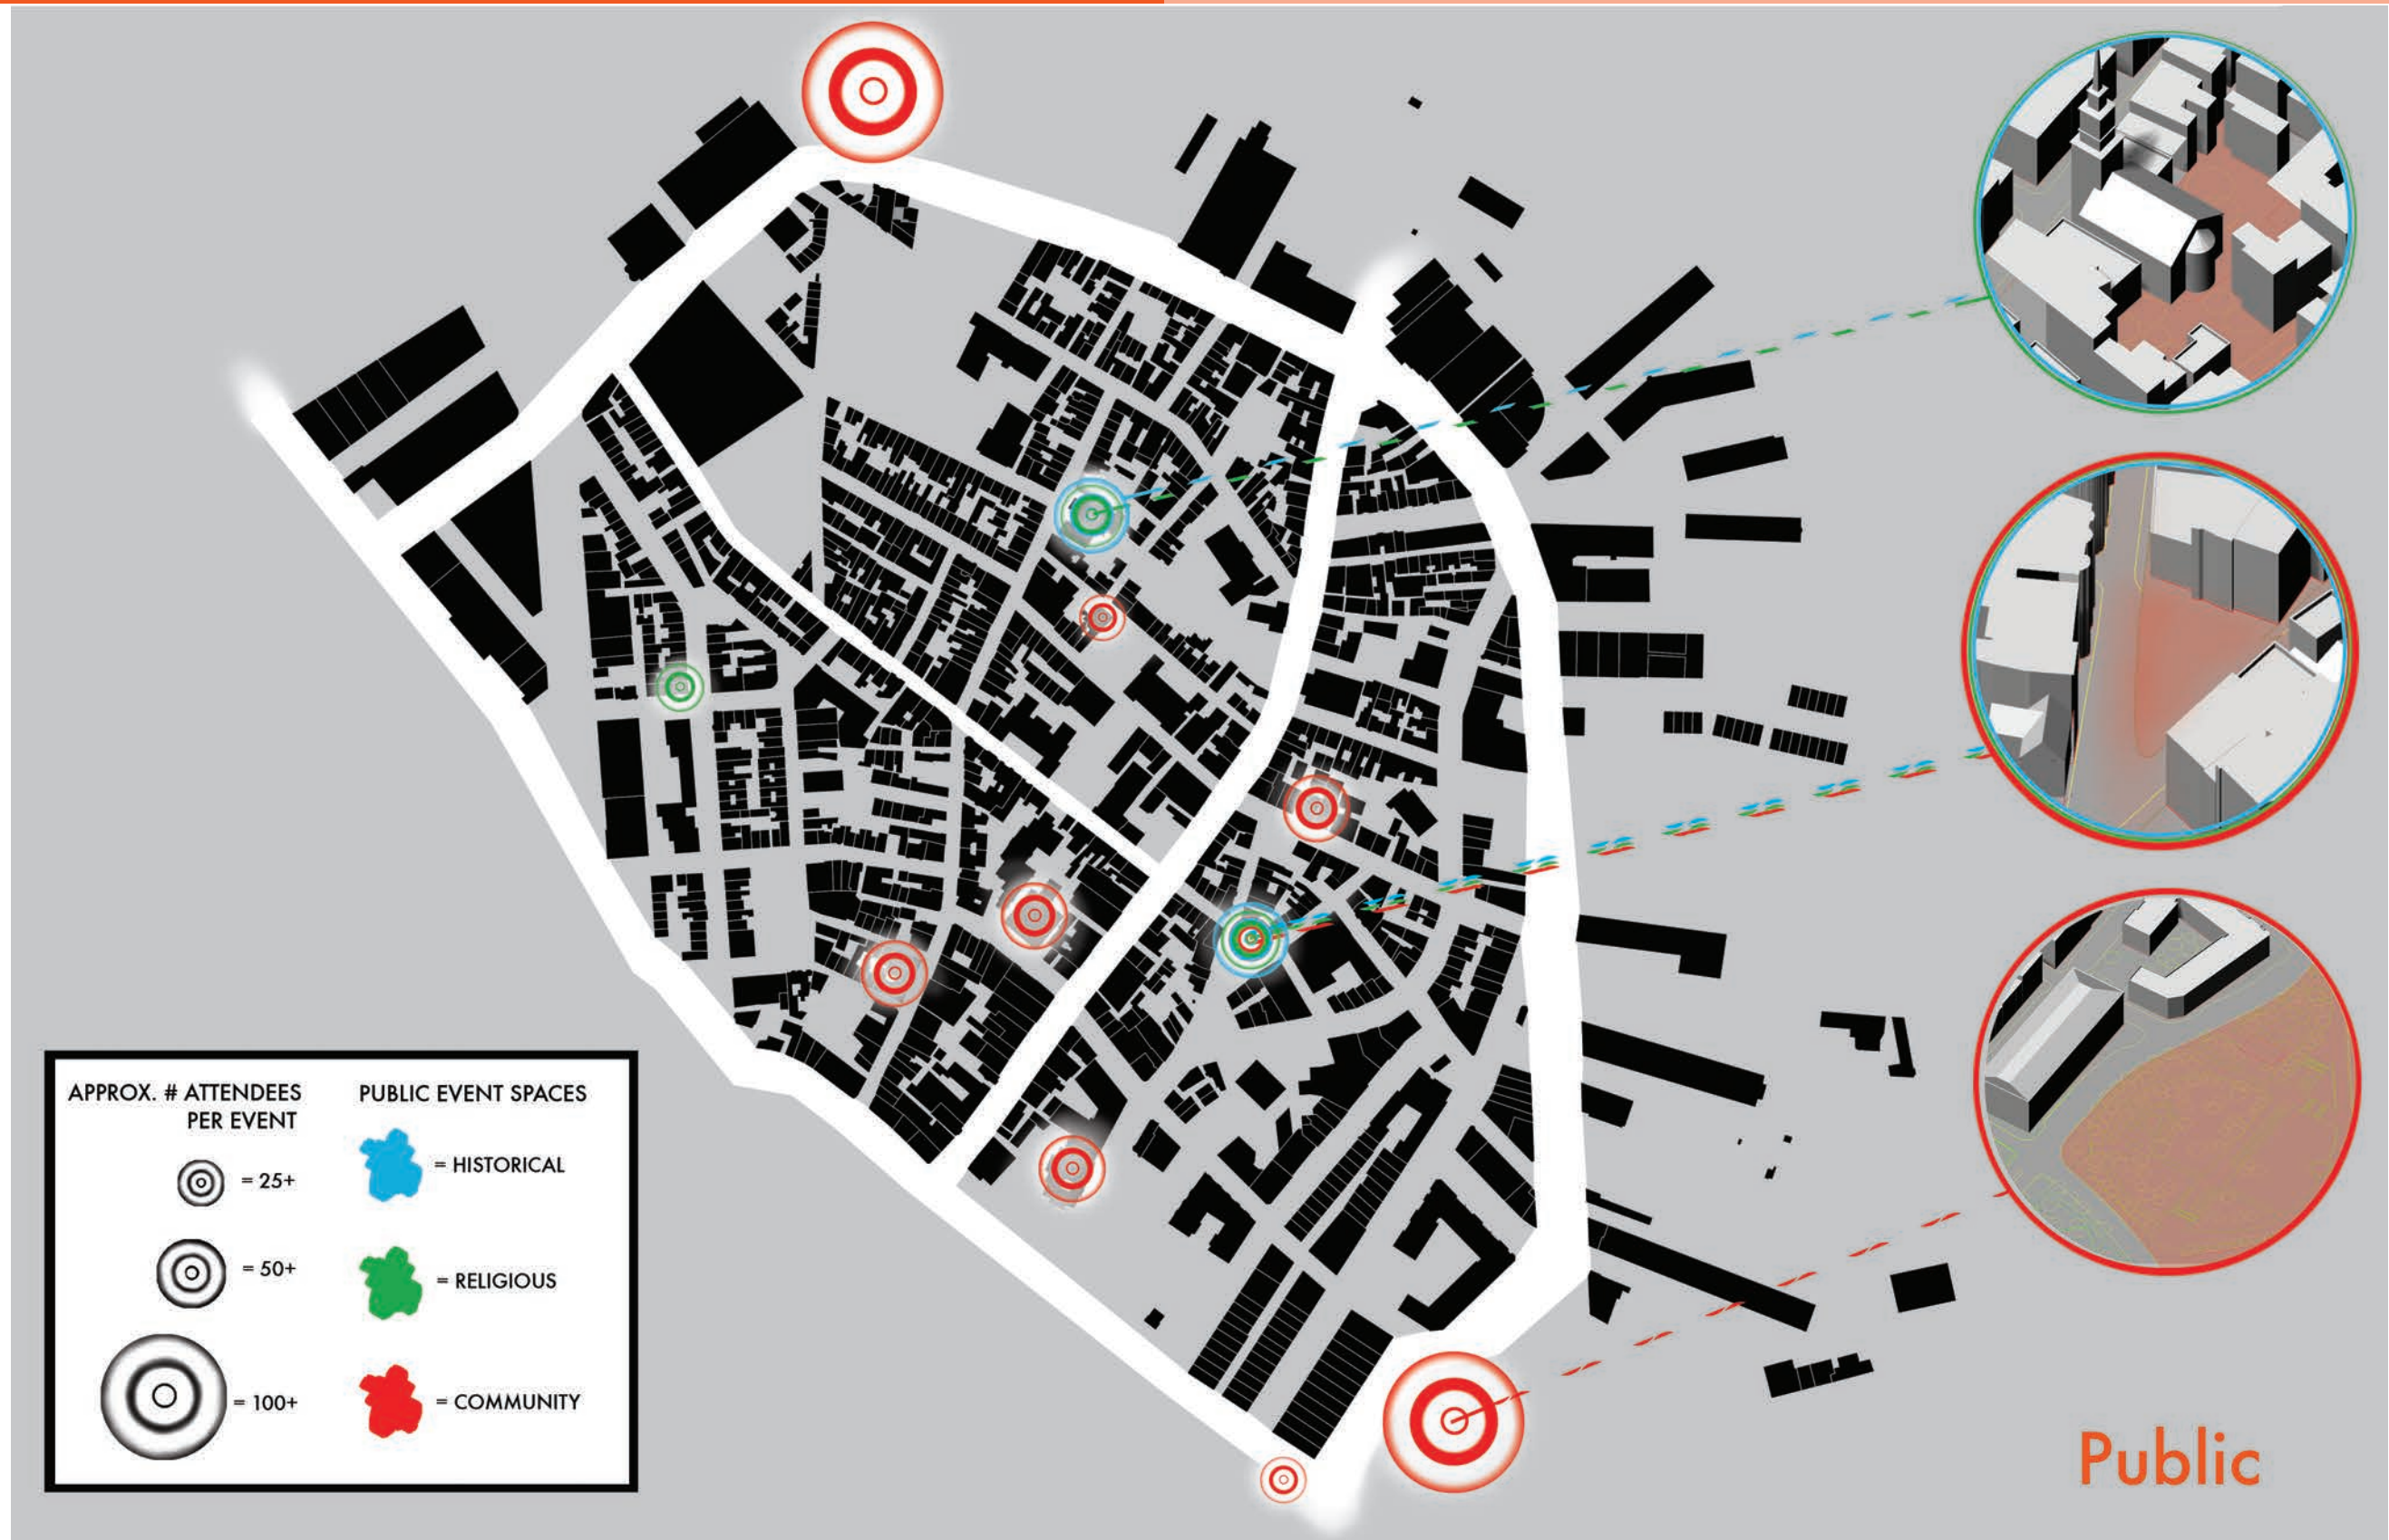 APPROX. # ATTENDEES
PER EVENT
= 25+
= 50+
= 100+
PUBLIC EVENT SPACES
= HISTORICAL
= RELIGIOUS
= COMMUNITY
Public